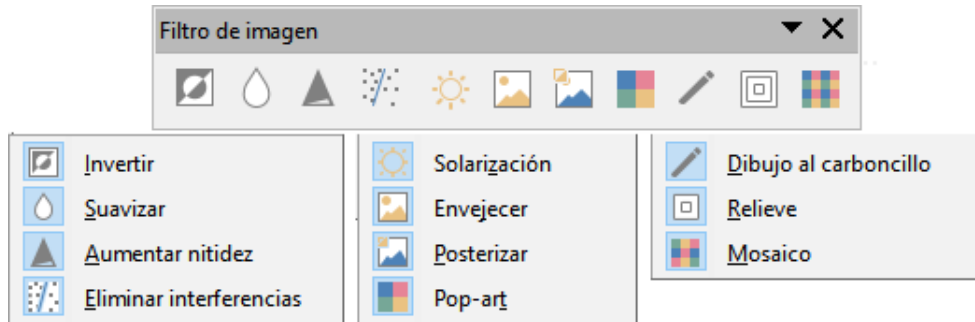 Filtro de imagen
Invertir
Suavizar
Aumentar nitidez
Eliminar interferencias
Solarización
Envejecer
Posterizar
Pop-art
Dibujo al carboncillo
Relieve
Mosaico